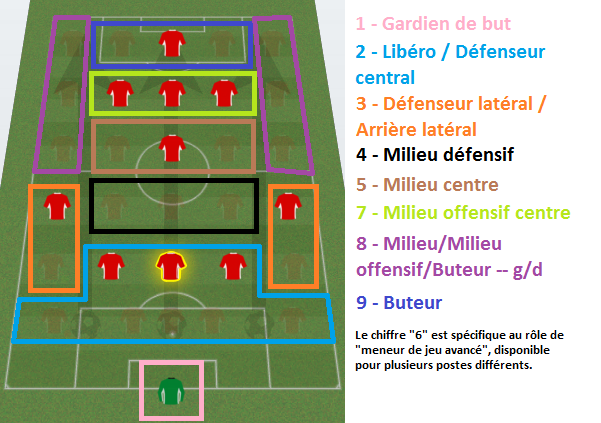 1 - Gardien de but
2 - Libéro / Défenseur
central
3 - Défenseur latéral /
Arrière latéral
4 - Milieu défensif
5 - Milieu centre
7 - Milieu offensif centre
8 - Milieu/Milieu
offensif/Buteur -- g/d
9 - Buteur
Le chiffre "6" est spécifique au rôle de
"meneur de jeu avancé", disponible
pour plusieurs postes différents.